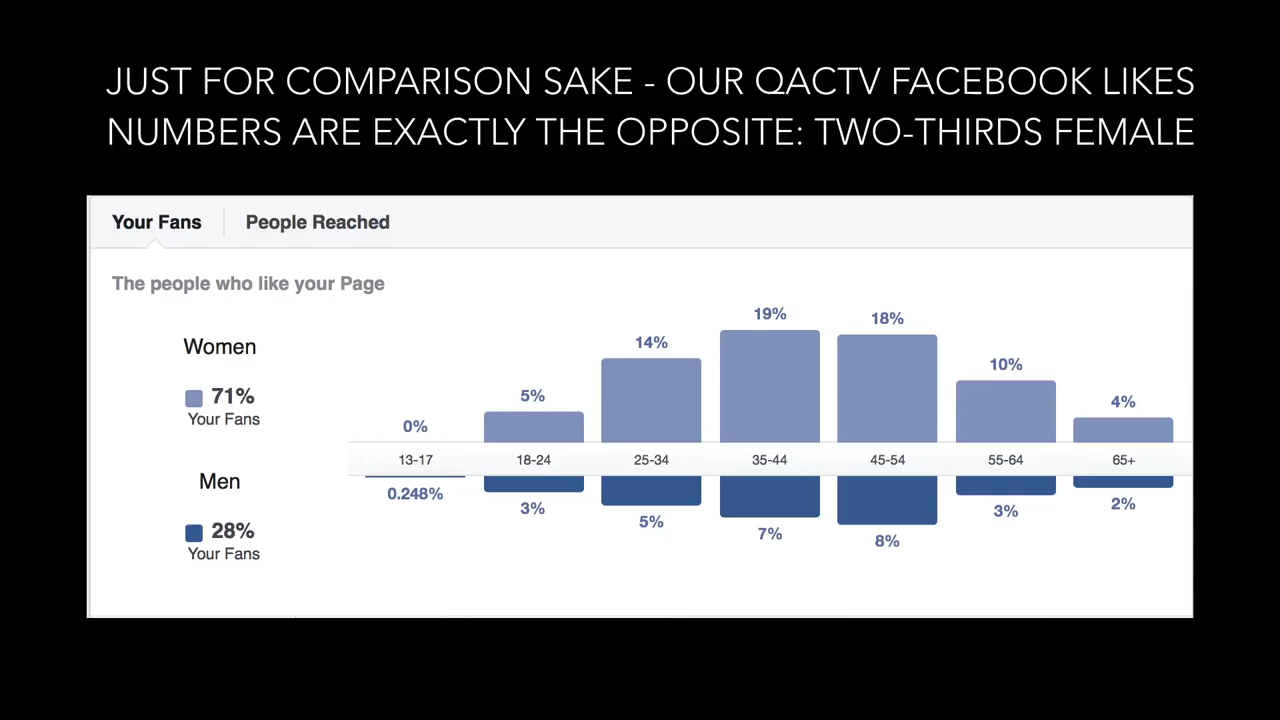 JUST FOR COMPARISON SAKE - OUR QACTV FACEBOOK LIKES
NUMBERS ARE EXACTLY THE OPPOSITE: TWO-THIRDS FEMALE
Your Fans People Reached
The people who like your Page
Women
71%
Your Fans
0% 5% 14% 19% 18% 10% 4%
13-17 18-24 25-34 35-44 45-54 55-64 65+
Men
28%
Your Fans
0.248% 3% 5% 7% 8% 3% 2%